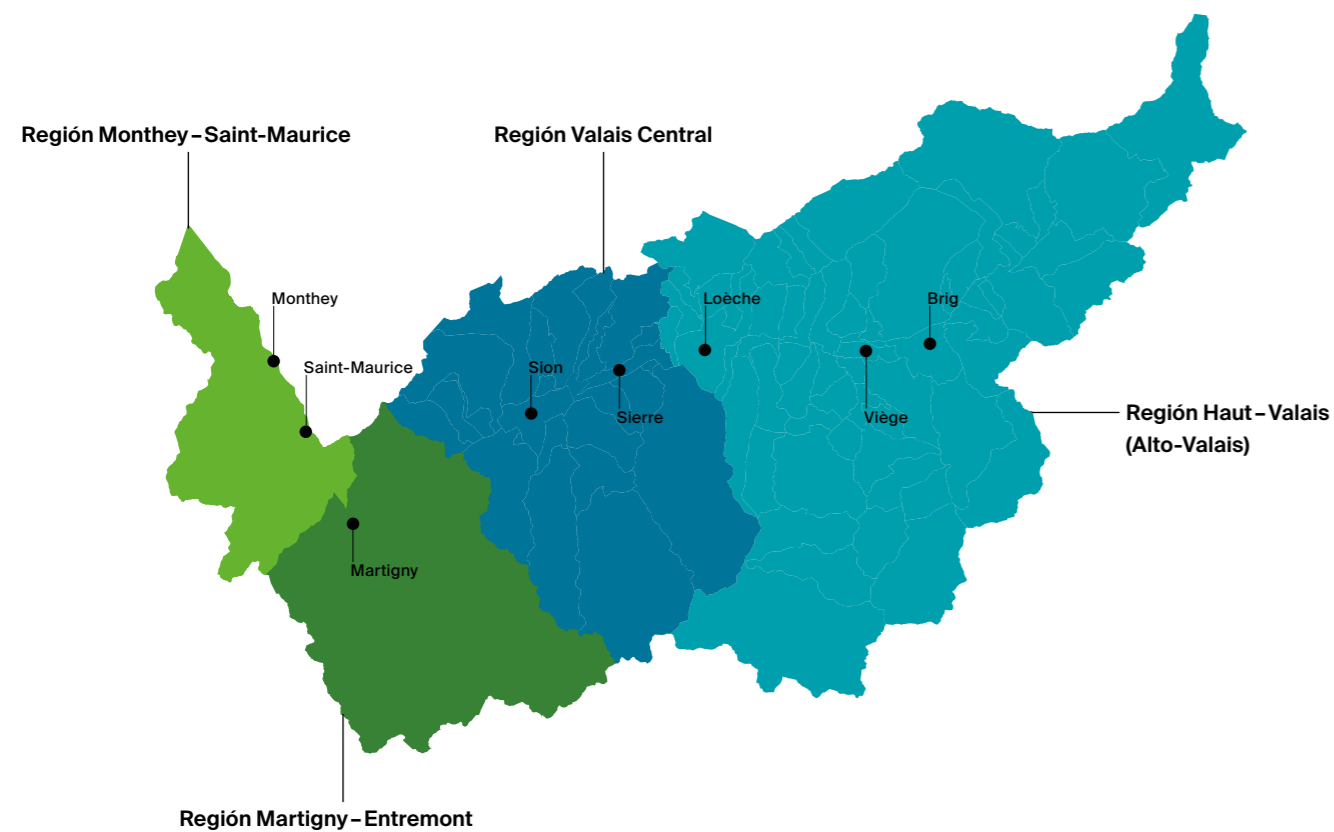 Región Monthey – Saint-Maurice
Región Valais Central
Monthey
Loèche
Brig
Saint-Maurice
Sion
Sierre
Viège
Región Haut – Valais
(Alto-Valais)
Martigny
Región Martigny – Entremont